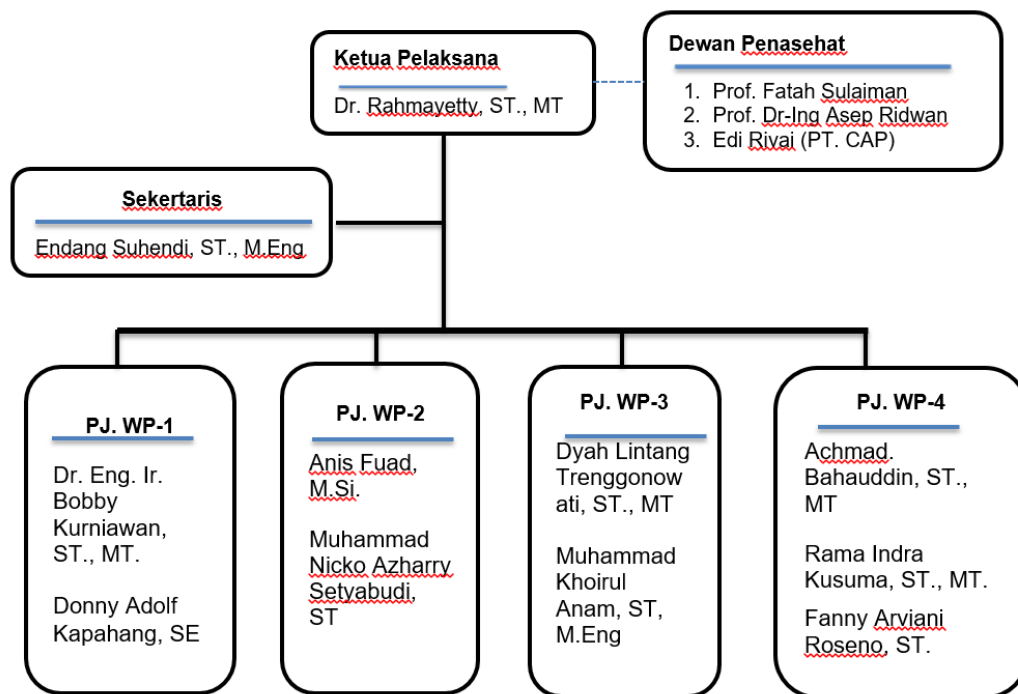 Ketua Pelaksana
Dr. Rahmayetty, ST., MT
Dewan Penasehat
1. Prof. Fatah Sulaiman
2. Prof. Dr-Ing Asep Ridwan
3. Edi Rivai (PT. CAP)
Sekertaris
Endang Suhendi, ST., M.Eng
PJ. WP-1
Dr. Eng. Ir.
Bobby
Kurniawan,
ST., MT.
Donny Adolf
Kapahang, SE
PJ. WP-2
Anis Fuad,
M.Si.
Muhammad
Nicko Azharry
Setyabudi,
ST
PJ. WP-3
Dyah Lintang
Trenggonow
ati, ST., MT
Muhammad
Khoirul
Anam, ST,
M.Eng
PJ. WP-4
Achmad.
Bahauddin, ST.,
MT
Rama Indra
Kusuma, ST., MT.
Fanny Arviani
Roseno, ST.